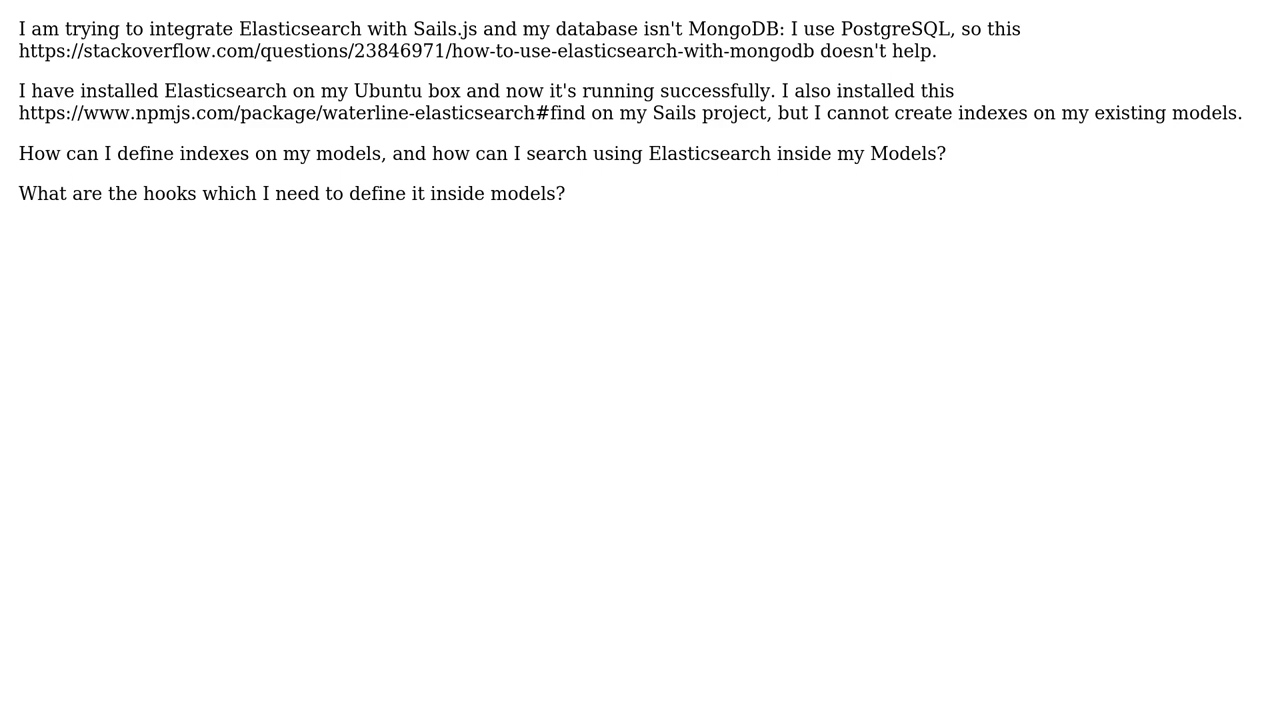 I am trying to integrate Elasticsearch with Sails.js and my database isn't MongoDB: I use PostgreSQL, so this
https://stackoverflow.com/questions/23846971/how-to-use-elasticsearch-with-mongodb doesn't help.
I have installed Elasticsearch on my Ubuntu box and now it's running successfully. I also installed this
https://www.npmjs.com/package/waterline-elasticsearch#find on my Sails project, but I cannot create indexes on my existing models.
How can I define indexes on my models, and how can I search using Elasticsearch inside my Models?
What are the hooks which I need to define it inside models?